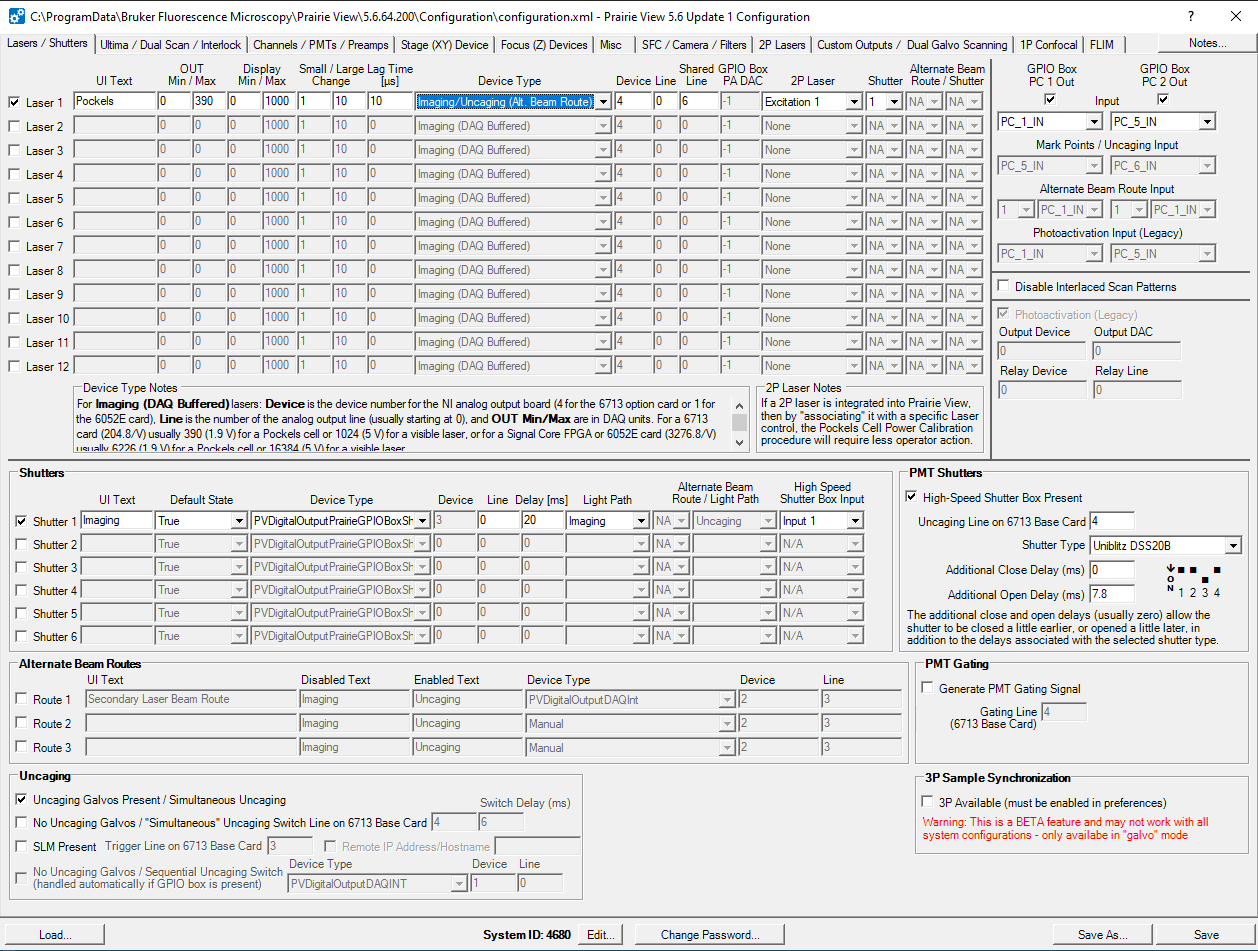 C:\ProgramData\Bruker Fluorescence Microscopy\Prairie View\5.6.64.200\Configuration\configuration.xml - Prairie View 5.6 Update 1 Configuration
Lasers / Shutters Ultima / Dual Scan / Interlock Channels / PMTs / Preamps Stage (XY) Device Focus (Z) Devices Misc SFC / Camera / Filters 2P Lasers Custom Outputs / Dual Galvo Scanning 1P Confocal FLIM Notes...
OUT Display Small / Large Lag Time Shared GPIO Box Alternate Beam
UI Text Min / Max Min / Max Change [µs] Device Type Device Line Line PA DAC 2P Laser Shutter Route / Shutter
Laser 1 Pockels 0 390 0 1000 1 10 10 Imaging/Uncaging (Alt. Beam Route) 4 0 6 -1 Excitation 1 1 NA NA
Laser 2 0 0 0 1000 1 10 0 Imaging (DAQ Buffered) 4 0 0 -1 None NA NA NA
Laser 3 0 0 0 1000 1 10 0 Imaging (DAQ Buffered) 4 0 0 -1 None NA NA NA
Laser 4 0 0 0 1000 1 10 0 Imaging (DAQ Buffered) 4 0 0 -1 None NA NA NA
Laser 5 0 0 0 1000 1 10 0 Imaging (DAQ Buffered) 4 0 0 -1 None NA NA NA
Laser 6 0 0 0 1000 1 10 0 Imaging (DAQ Buffered) 4 0 0 -1 None NA NA NA
Laser 7 0 0 0 1000 1 10 0 Imaging (DAQ Buffered) 4 0 0 -1 None NA NA NA
Laser 8 0 0 0 1000 1 10 0 Imaging (DAQ Buffered) 4 0 0 -1 None NA NA NA
Laser 9 0 0 0 1000 1 10 0 Imaging (DAQ Buffered) 4 0 0 -1 None NA NA NA
Laser 10 0 0 0 1000 1 10 0 Imaging (DAQ Buffered) 4 0 0 -1 None NA NA NA
Laser 11 0 0 0 1000 1 10 0 Imaging (DAQ Buffered) 4 0 0 -1 None NA NA NA
Laser 12 0 0 0 1000 1 10 0 Imaging (DAQ Buffered) 4 0 0 -1 None NA NA NA
Device Type Notes
For Imaging (DAQ Buffered) lasers: Device is the device number for the NI analog output board (4 for the 6713 option card or 1 for
the 6052E card), Line is the number of the analog output line (usually starting at 0), and OUT Min/Max are in DAQ units. For a 6713
card (204.8/V) usually 390 (1.9 V) for a Pockels cell or 1024 (5 V) for a visible laser, or for a Signal Core FPGA or 6052E card (3276.8/V)
usually 6226 (1.9 V) for a Pockels cell or 16384 (5 V) for a visible laser
2P Laser Notes
If a 2P laser is integrated into Prairie View,
then by "associating" it with a specific Laser
control, the Pockels Cell Power Calibration
procedure will require less operator action.
GPIO Box GPIO Box
PC 1 Out PC 2 Out
Input
PC_1_IN PC_5_IN
Mark Points / Uncaging Input
PC_5_IN PC_6_IN
Alternate Beam Route Input
1 PC_1_IN 1 PC_1_IN
Photoactivation Input (Legacy)
PC_1_IN PC_5_IN
Disable Interlaced Scan Patterns
Photoactivation (Legacy)
Output Device Output DAC
0 0
Relay Device Relay Line
0 0
Shutters
Alternate Beam High Speed
UI Text Default State Device Type Device Line Delay [ms] Light Path Route / Light Path Shutter Box Input
Shutter 1 Imaging True PVDigitalOutputPrairieGPIOBoxSh 3 0 20 Imaging NA Uncaging Input 1
Shutter 2 True PVDigitalOutputPrairieGPIOBoxSh 0 0 0 NA N/A
Shutter 3 True PVDigitalOutputPrairieGPIOBoxSh 0 0 0 NA N/A
Shutter 4 True PVDigitalOutputPrairieGPIOBoxSh 0 0 0 NA N/A
Shutter 5 True PVDigitalOutputPrairieGPIOBoxSh 0 0 0 NA N/A
Shutter 6 True PVDigitalOutputPrairieGPIOBoxSh 0 0 0 NA N/A
PMT Shutters
High-Speed Shutter Box Present
Uncaging Line on 6713 Base Card 4
Shutter Type Uniblitz DSS20B
Additional Close Delay (ms) 0
Additional Open Delay (ms) 7.8
ON 1 2 3 4
The additional close and open delays (usually zero) allow the
shutter to be closed a little earlier, or opened a little later, in
addition to the delays associated with the selected shutter type.
Alternate Beam Routes
UI Text Disabled Text Enabled Text Device Type Device Line
Route 1 Secondary Laser Beam Route Imaging Uncaging PVDigitalOutputDAQInt 2 3
Route 2 Imaging Uncaging Manual 2 3
Route 3 Imaging Uncaging Manual 2 3
PMT Gating
Generate PMT Gating Signal
Gating Line 4
(6713 Base Card)
Uncaging
Uncaging Galvos Present / Simultaneous Uncaging Switch Delay (ms)
No Uncaging Galvos / "Simultaneous" Uncaging Switch Line on 6713 Base Card 4 6
SLM Present Trigger Line on 6713 Base Card 3 Remote IP Address/Hostname
Device Type Device Line
No Uncaging Galvos / Sequential Uncaging Switch
(handled automatically if GPIO box is present) PVDigitalOutputDAQINT 1 0
3P Sample Synchronization
3P Available (must be enabled in preferences)
Warning: This is a BETA feature and may not work with all
system configurations - only availabe in "galvo" mode
Load... System ID: 4680 Edit... Change Password... Save As... Save